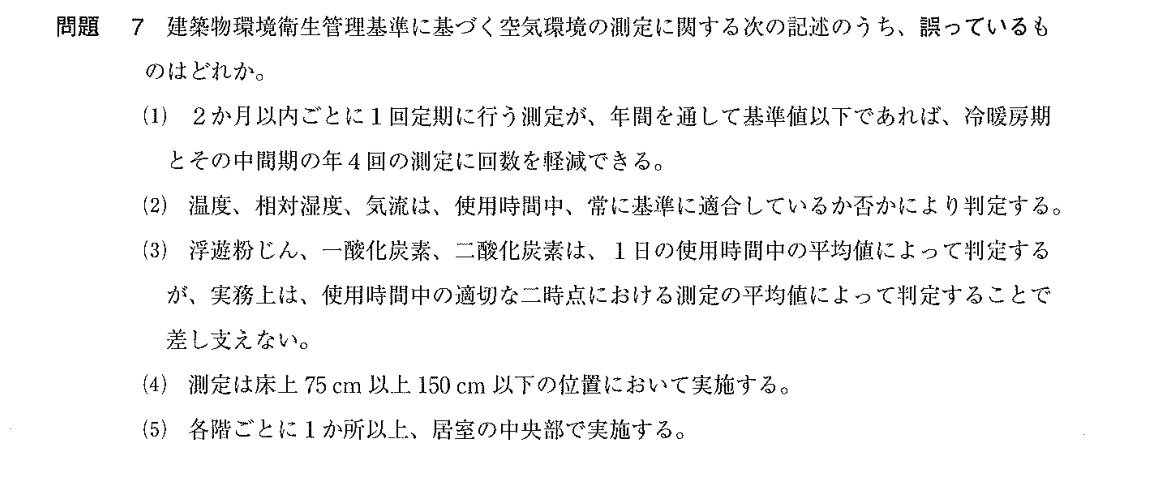 問題 7 建築物環境衛生管理基準に基づく空気環境の測定に関する次の記述のうち、誤っているも
のはどれか。
(1) 2か月以内ごとに1回定期に行う測定が、年間を通して基準値以下であれば、冷暖房期
とその中間期の年4回の測定に回数を軽減できる。
(2) 温度、相対湿度、気流は、使用時間中、常に基準に適合しているか否かにより判定する。
(3) 浮遊粉じん、一酸化炭素、二酸化炭素は、1日の使用時間中の平均値によって判定する
が、実務上は、使用時間中の適切な二時点における測定の平均値によって判定することで
差し支えない。
(4) 測定は床上 75 cm 以上 150 cm 以下の位置において実施する。
(5) 各階ごとに1か所以上、居室の中央部で実施する。